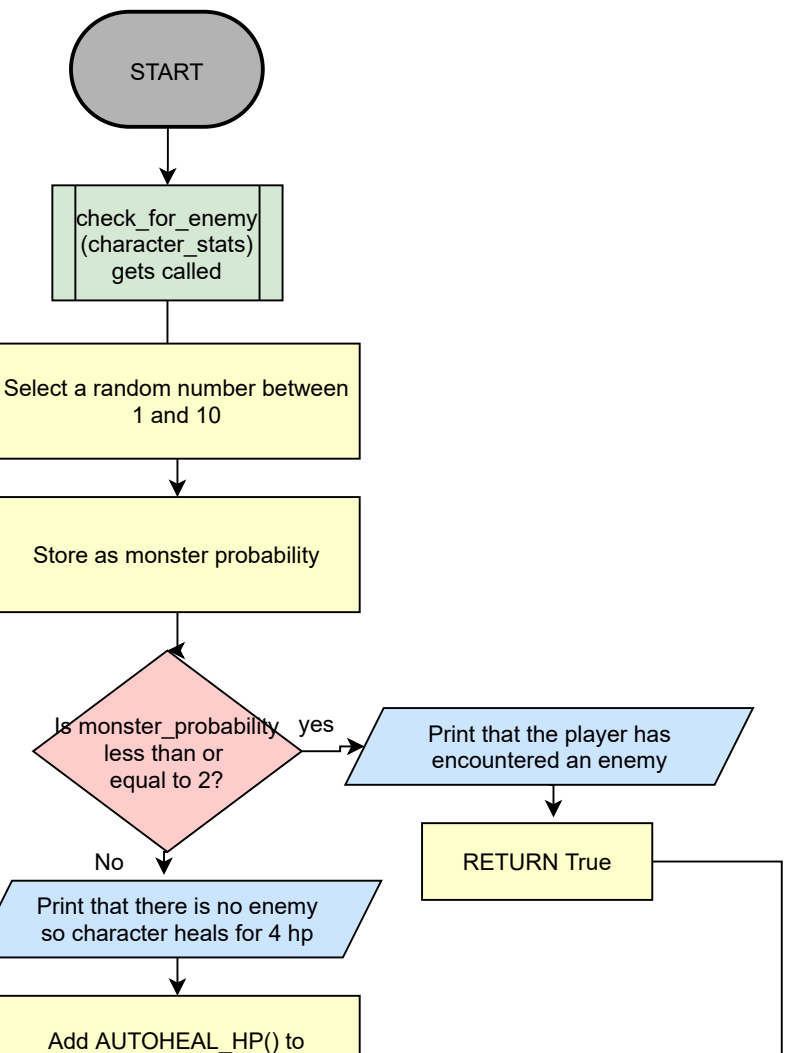 START
check_for_enemy
(character_stats)
gets called
Select a random number between
1 and 10
Store as monster probability
Is monster_probability
less than or
equal to 2?
yes
Print that the player has
encountered an enemy
RETURN True
No
Print that there is no enemy
so character heals for 4 hp
Add AUTOHEAL_HP() to